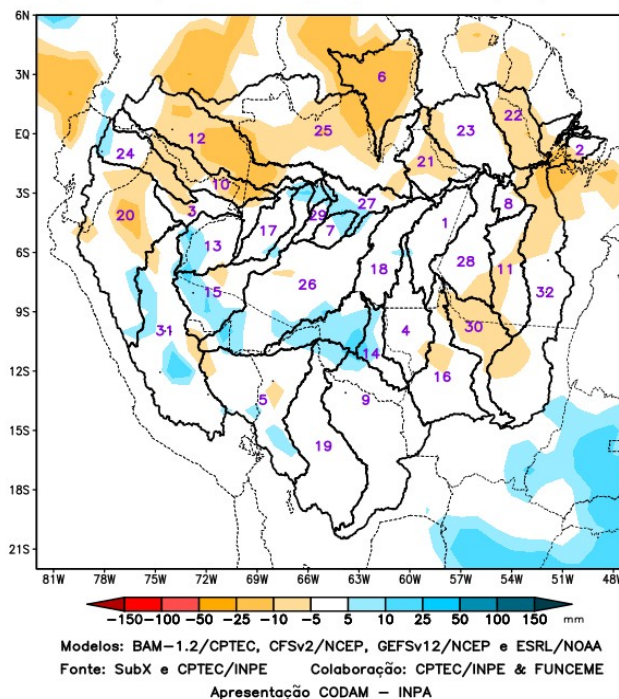 6N
3N
EQ
3S
6S
9S
12S
15S
18S
21S
81W 78W 75W 72W 69W 66W 63W 60W 57W 54W 51W 48W
6
12
25
23
22
2
24
21
10
20
3
27
8
29
13
17
7
1
18
28
11
15
26
32
31
4
30
14
16
5
9
19
-150 -100 -50 -25 -10 -5 5 10 25 50 100 150 mm
Modelos: BAM-1.2/CPTEC, CFSv2/NCEP, GEFSv12/NCEP e ESRL/NOAA
Fonte: SubX e CPTEC/INPE Colaboração: CPTEC/INPE & FUNCEME
Apresentação CODAM - INPA